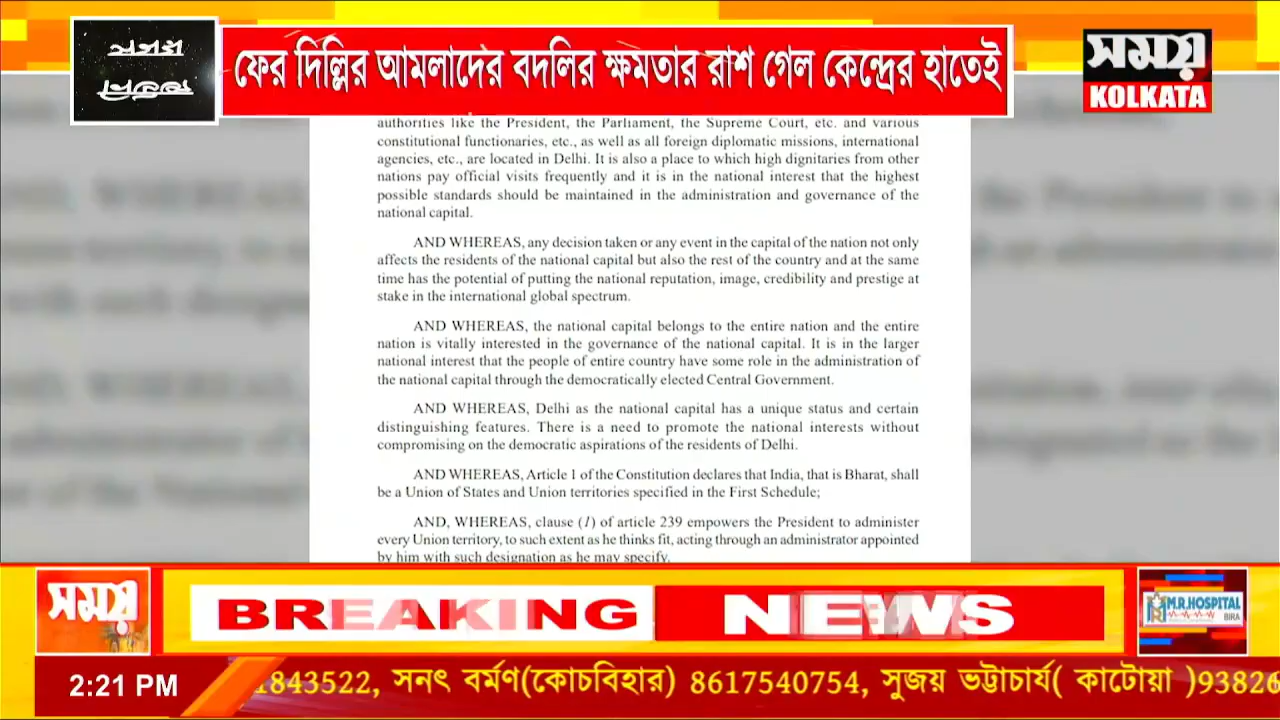 ফের দিল্লির আমলাদের বদলির ক্ষমতার রাশ গেল কেন্দ্রের হাতেই
সময়
KOLKATA
authorities like the President, the Parliament, the Supreme Court, etc. and various
constitutional functionaries, etc., as well as all foreign diplomatic missions, international
agencies, etc., are located in Delhi. It is also a place to which high dignitaries from other
nations pay official visits frequently and it is in the national interest that the highest
possible standards should be maintained in the administration and governance of the
national capital.
AND WHEREAS, any decision taken or any event in the capital of the nation not only
affects the residents of the national capital but also the rest of the country and at the same
time has the potential of putting the national reputation, image, credibility and prestige at
stake in the international global spectrum.
AND WHEREAS, the national capital belongs to the entire nation and the entire
nation is vitally interested in the governance of the national capital. It is in the larger
national interest that the people of entire country have some role in the administration of
the national capital through the democratically elected Central Government.
AND WHEREAS, Delhi as the national capital has a unique status and certain
distinguishing features. There is a need to promote the national interests without
compromising on the democratic aspirations of the residents of Delhi.
AND WHEREAS, Article 1 of the Constitution declares that India, that is Bharat, shall
be a Union of States and Union territories specified in the First Schedule;
AND, WHEREAS, clause (1) of article 239 empowers the President to administer
every Union territory, to such extent as he thinks fit, acting through an administrator appointed
by him with such designation as he may specify.
সময়
BREAKING NEWS
M.R.HOSPITAL
BIRA
2:21 PM
1843522, সনৎ বর্মণ(কোচবিহার) 8617540754, সুজয় ভট্টাচার্য( কাটোয়া )93826